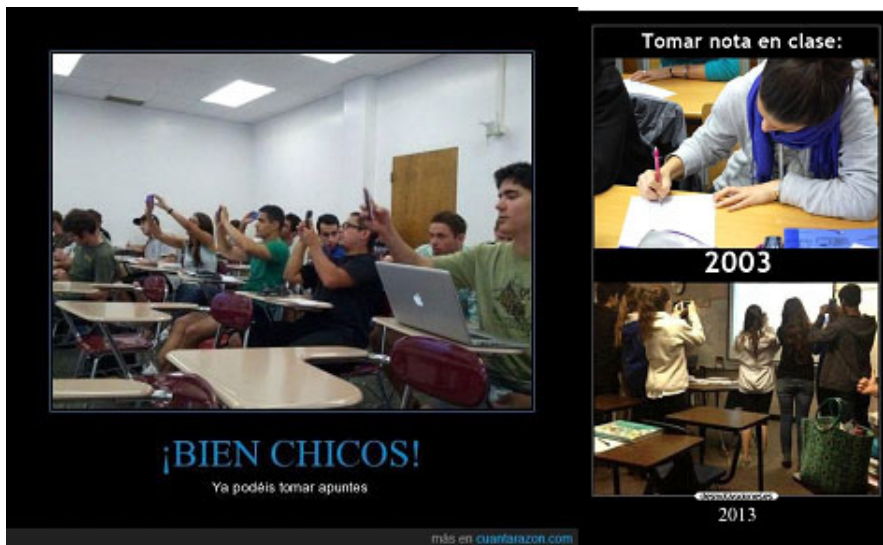 ¡BIEN CHICOS!
Ya podéis tomar apuntes
más en cuantarazon.com
Tomar nota en clase:
2003
2013